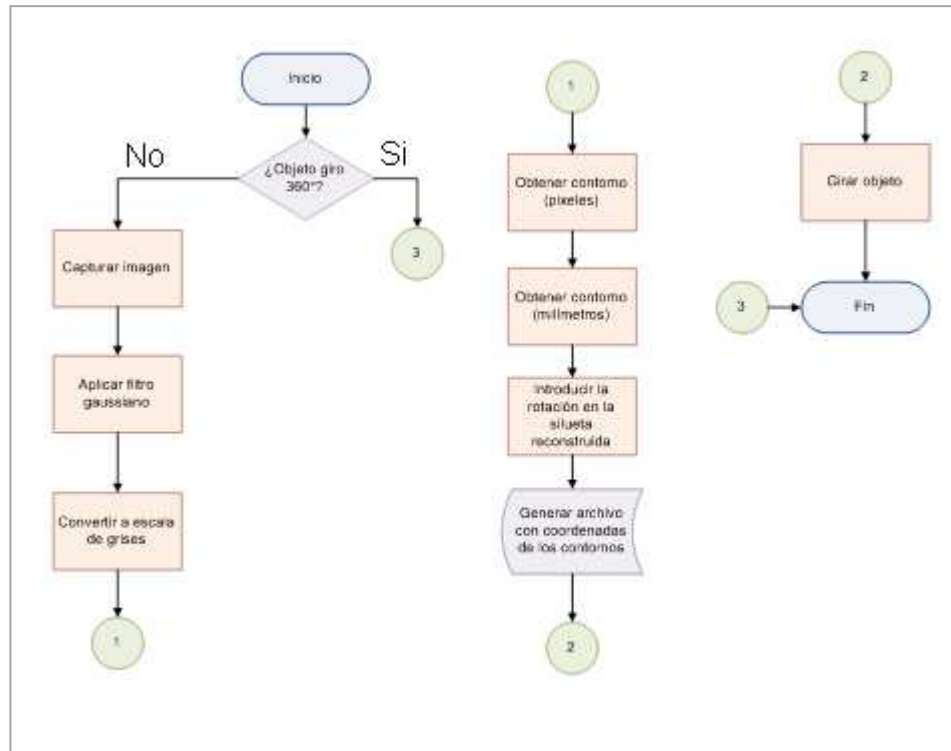 Inicio
¿Objeto giro
360°?
No
Si
3
Capturar imagen
Aplicar filtro
gaussiano
Convertir a escala
de grises
1
1
Obtener contorno
(pixeles)
Obtener contorno
(milímetros)
Introducir la
rotación en la
silueta
reconstruida
Generar archivo
con coordenadas
de los contornos
2
2
Girar objeto
3
Fin